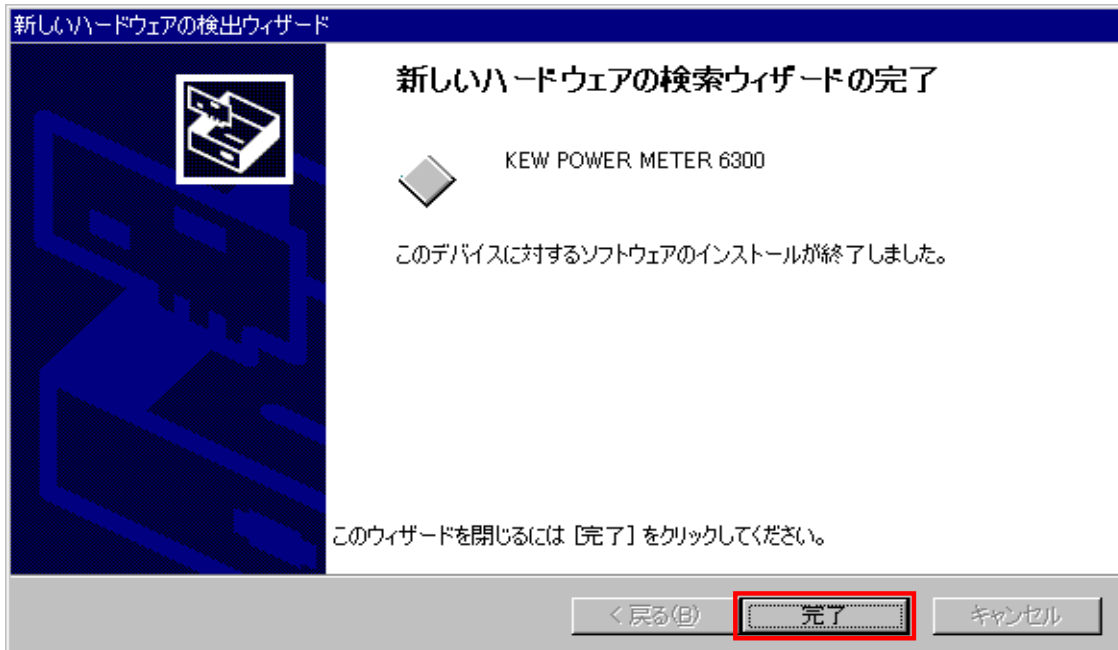 新しいハードウェアの検出ウィザード
新しいハードウェアの検索ウィザードの完了
KEW POWER METER 6300
このデバイスに対するソフトウェアのインストールが終了しました。
このウィザードを閉じるには [完了] をクリックしてください。
< 戻る(B)
完了
キャンセル